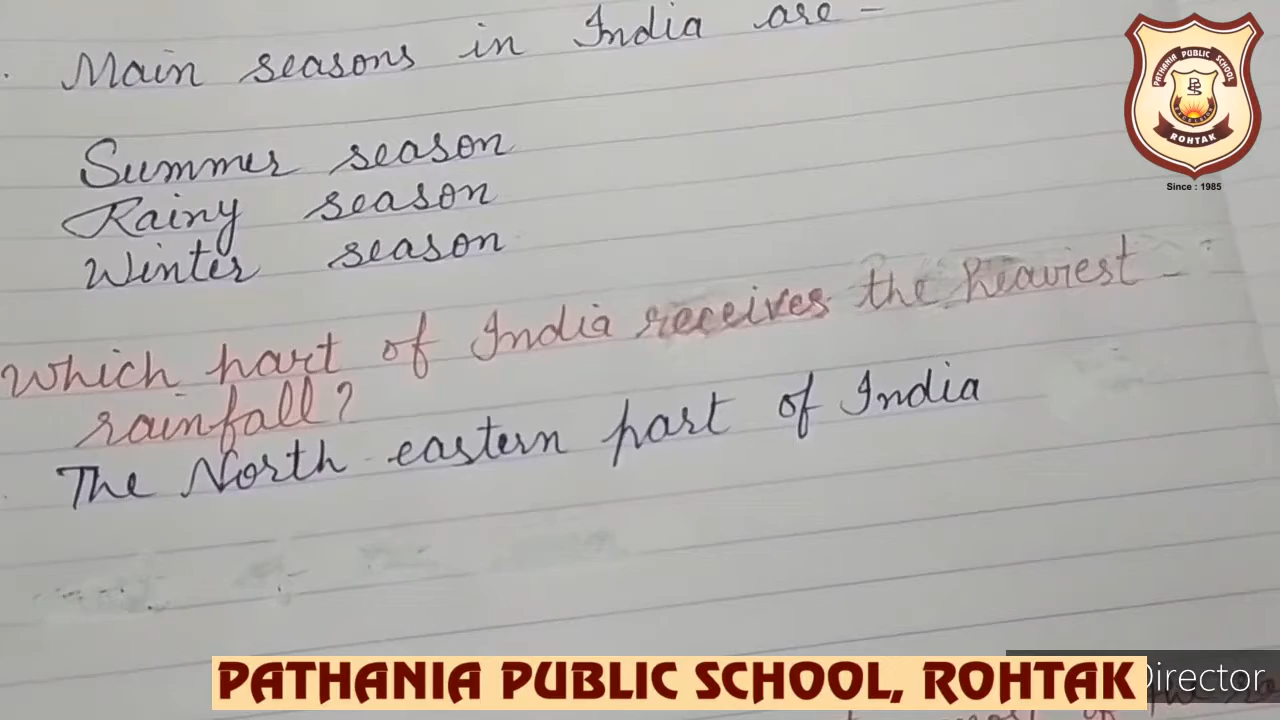 Main seasons in India are -
Summer season
Rainy season
Winter season
Which part of India receives the heaviest -
rainfall?
The North eastern part of India
PATHANIA PUBLIC SCHOOL
PS
ROHTAK
Since : 1985
PATHANIA PUBLIC SCHOOL, ROHTAK
Director